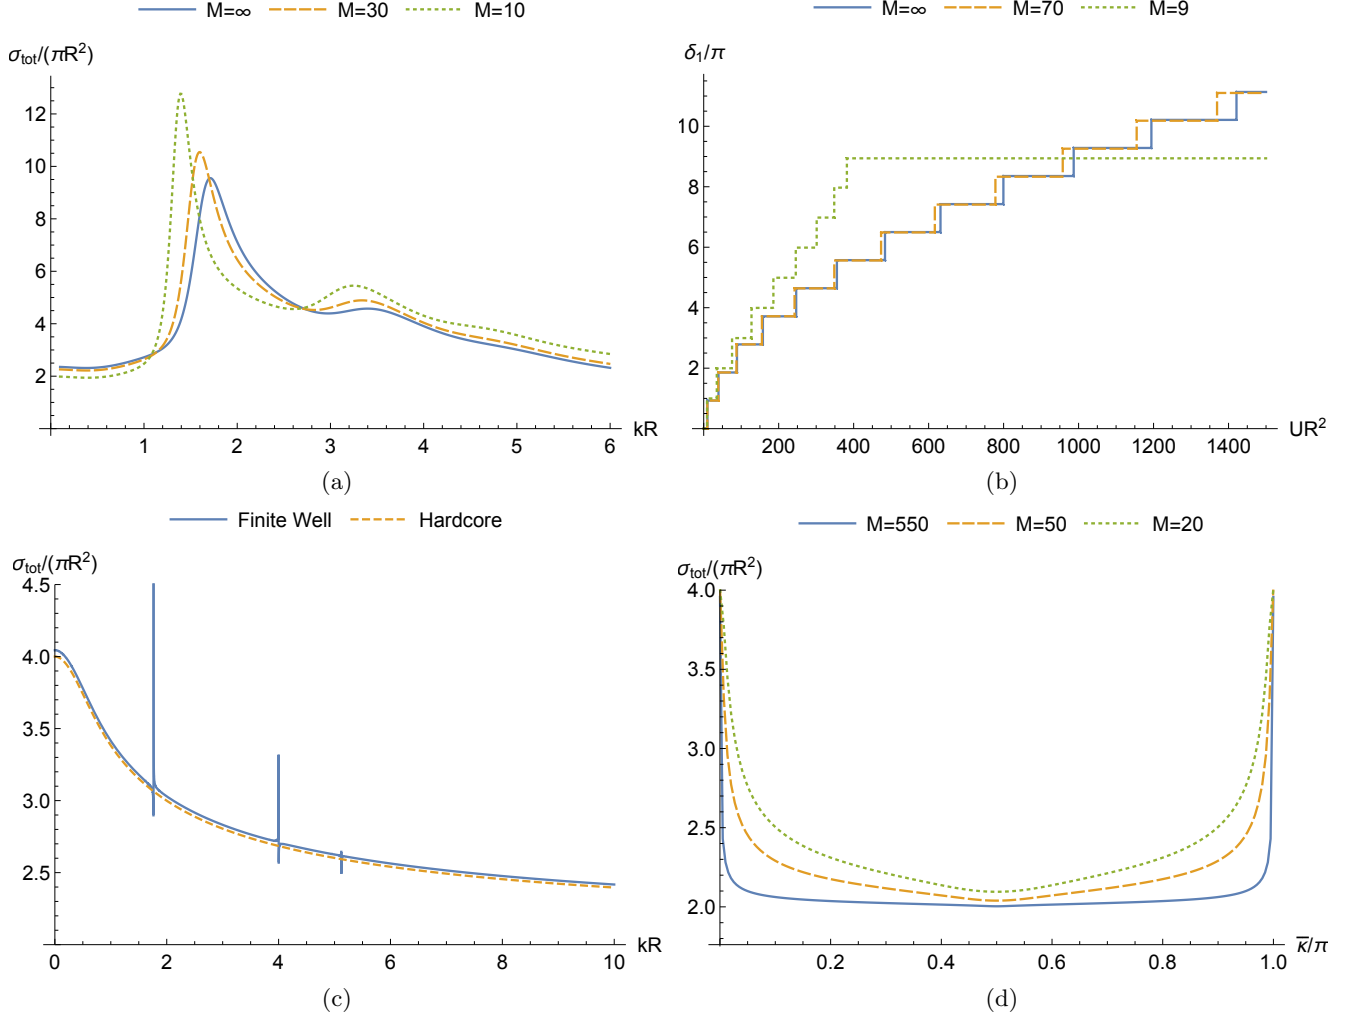 M=∞ M=30 M=10
σtot/(πR²)
12
10
8
6
4
2
1 2 3 4 5 6 kR
(a)
M=∞ M=70 M=9
δ₁/π
10
8
6
4
2
200 400 600 800 1000 1200 1400 UR²
(b)
Finite Well Hardcore
σtot/(πR²)
4.5
4.0
3.5
3.0
2.5
0 2 4 6 8 10 kR
(c)
M=550 M=50 M=20
σtot/(πR²)
4.0
3.5
3.0
2.5
2.0
0.2 0.4 0.6 0.8 1.0 κ̅/π
(d)